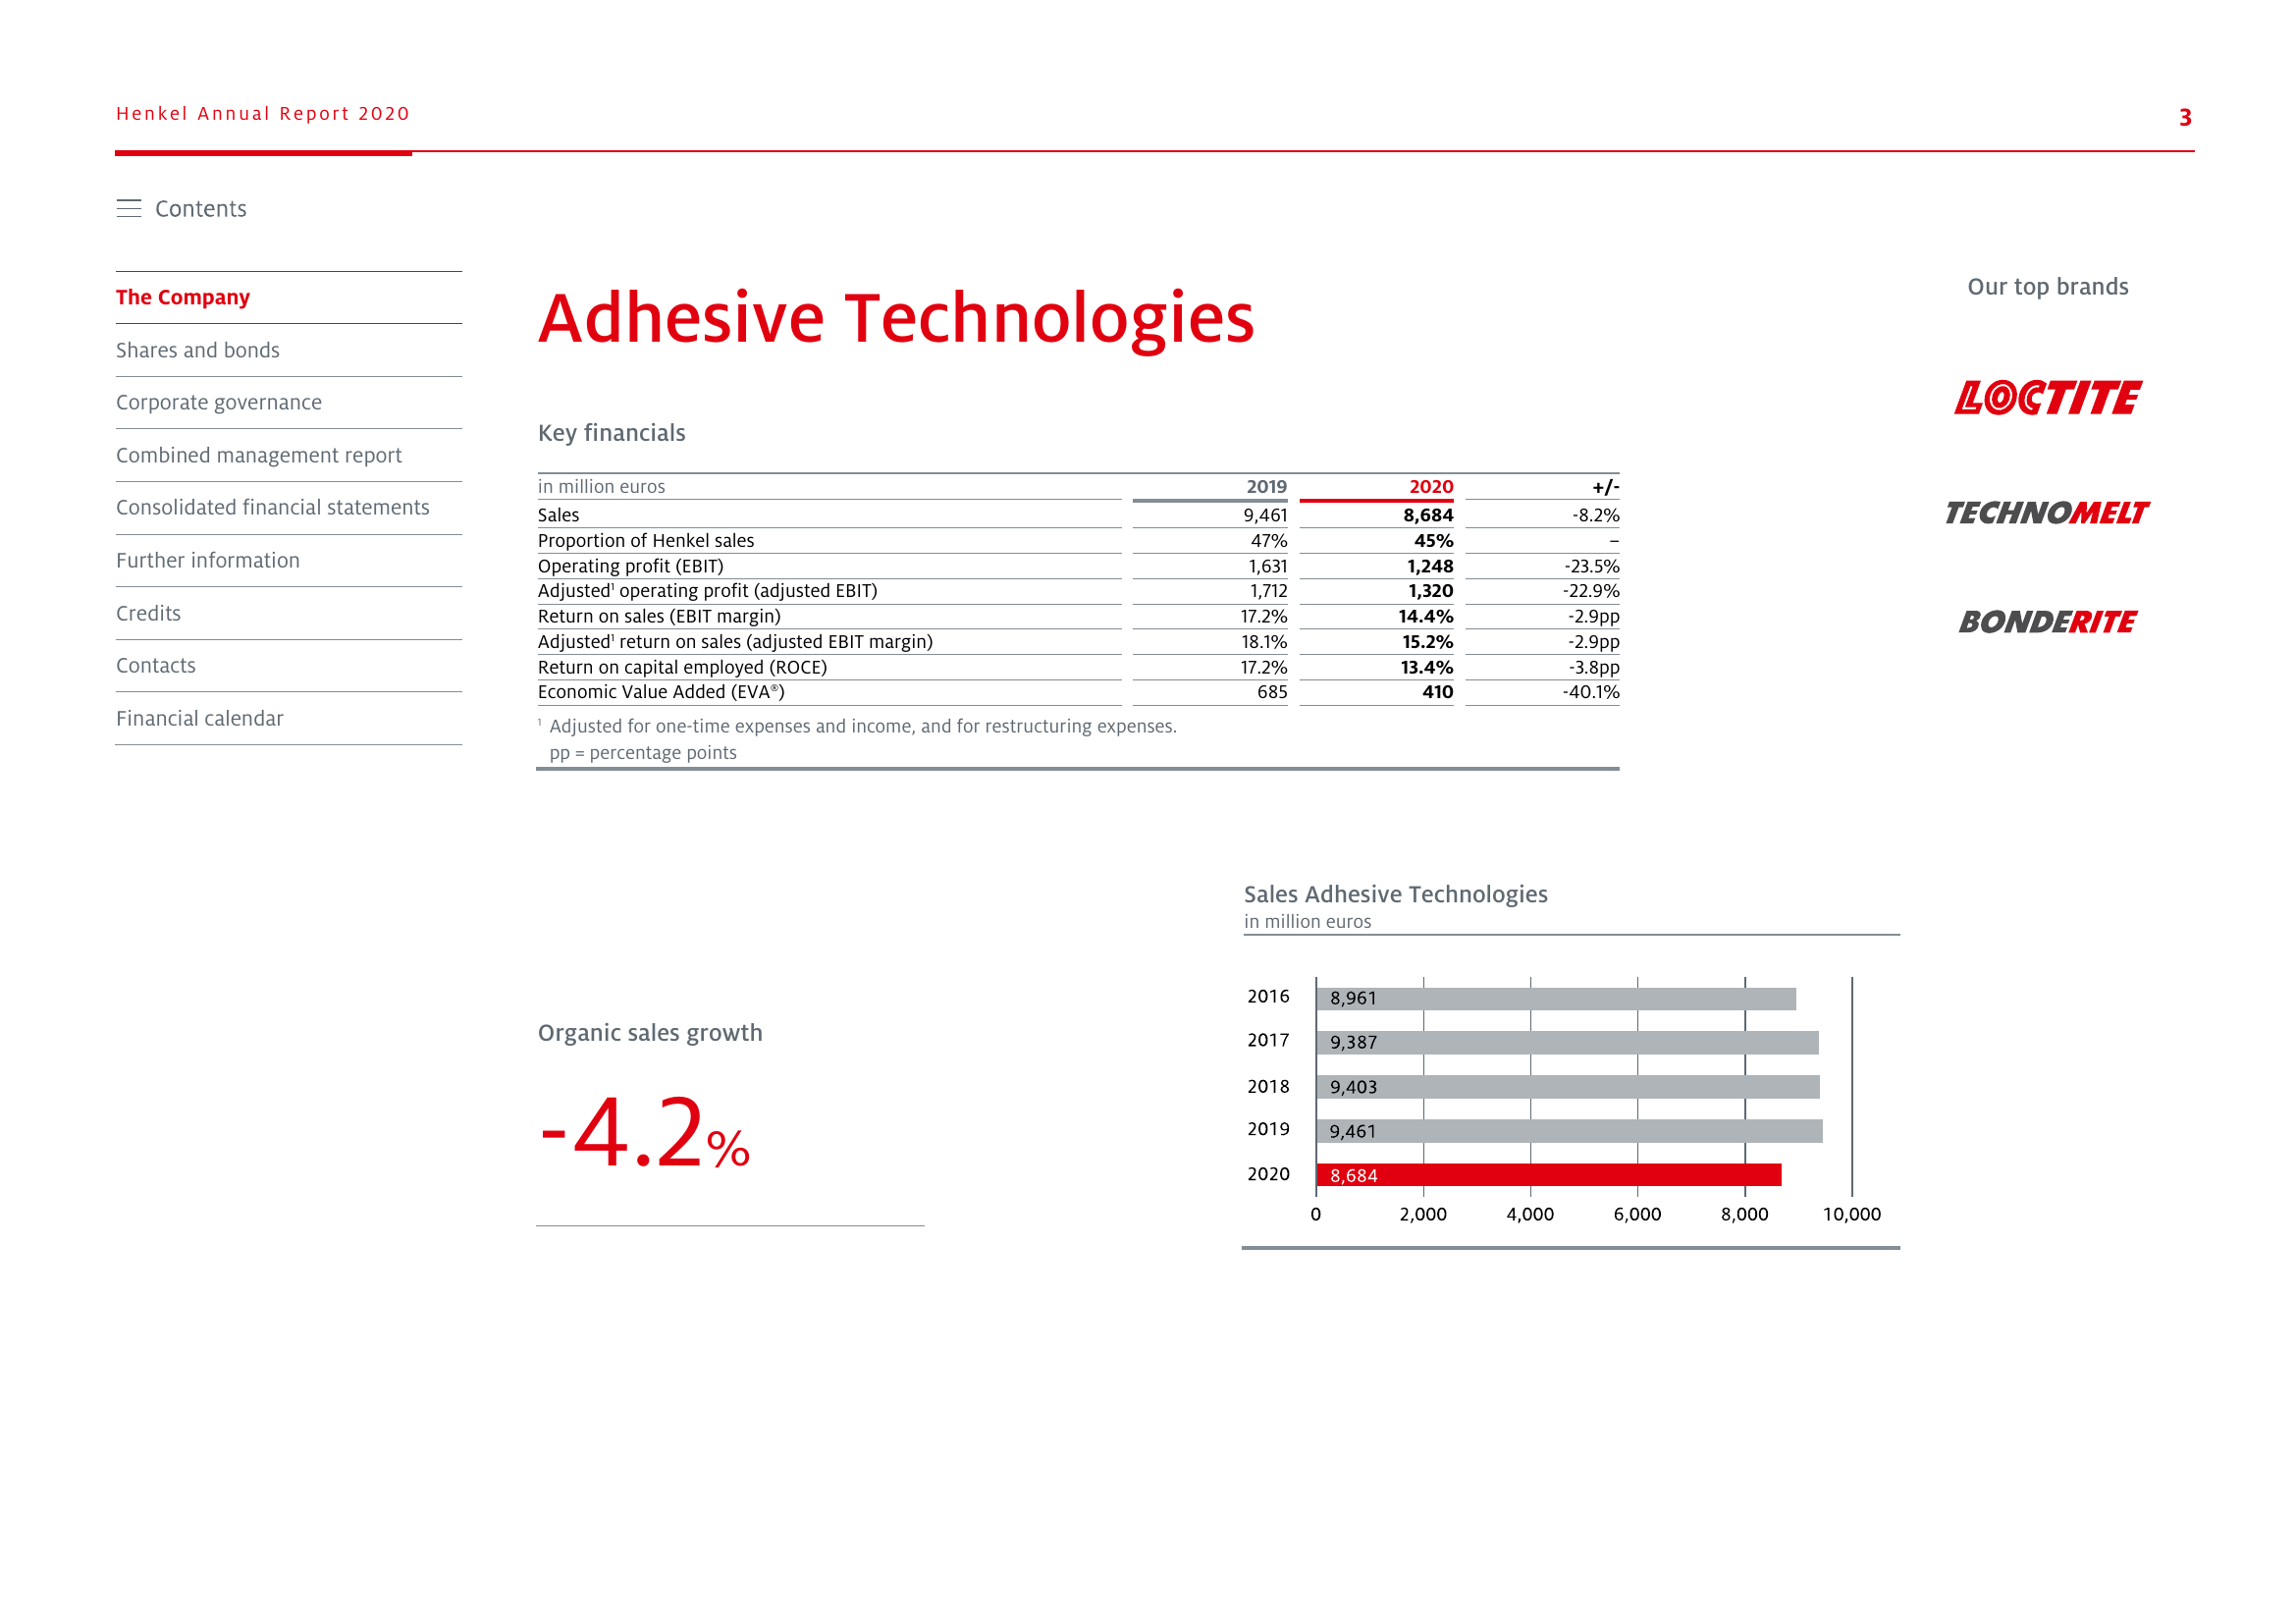 Henkel Annual Report 2020
3
Contents
The Company
Shares and bonds
Corporate governance
Combined management report
Consolidated financial statements
Further information
Credits
Contacts
Financial calendar
Adhesive Technologies
Key financials
in million euros 2019 2020 +/-
Sales 9,461 8,684 -8.2%
Proportion of Henkel sales 47% 45% –
Operating profit (EBIT) 1,631 1,248 -23.5%
Adjusted¹ operating profit (adjusted EBIT) 1,712 1,320 -22.9%
Return on sales (EBIT margin) 17.2% 14.4% -2.9pp
Adjusted¹ return on sales (adjusted EBIT margin) 18.1% 15.2% -2.9pp
Return on capital employed (ROCE) 17.2% 13.4% -3.8pp
Economic Value Added (EVA®) 685 410 -40.1%
¹ Adjusted for one-time expenses and income, and for restructuring expenses.
pp = percentage points
Our top brands
LOCTITE
TECHNOMELT
BONDERITE
Organic sales growth
-4.2%
Sales Adhesive Technologies
in million euros
2016 8,961
2017 9,387
2018 9,403
2019 9,461
2020 8,684
0 2,000 4,000 6,000 8,000 10,000